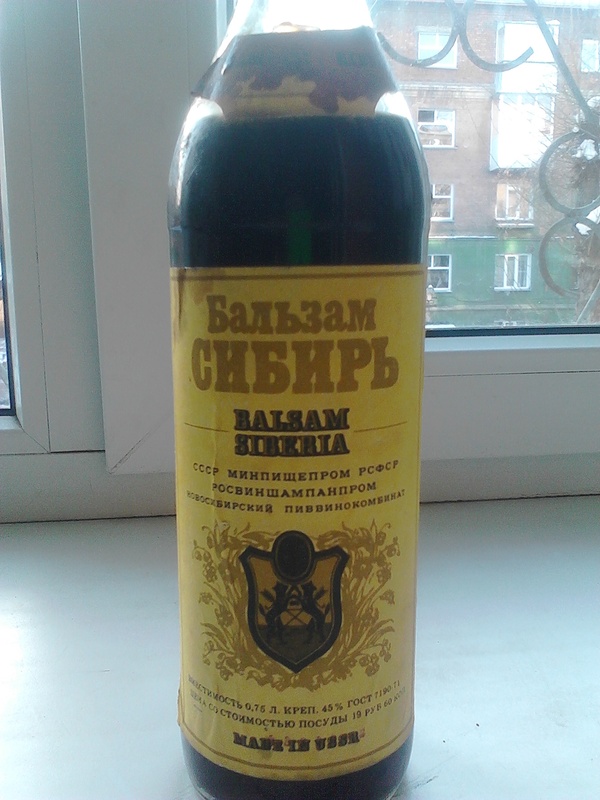 Бальзам
СИБИРЬ
BALSAM
SIBERIA
СССР МИНПИЩЕПРОМ РСФСР
РОСВИНШАМПАНПРОМ
НОВОСИБИРСКИЙ ПИВВИНОКОМБИНАТ
ВМЕСТИМОСТЬ 0,75 Л. КРЕП. 45% ГОСТ 7190-71
ЦЕНА СО СТОИМОСТЬЮ ПОСУДЫ 19 РУБ 60 КОП
MADE IN USSR